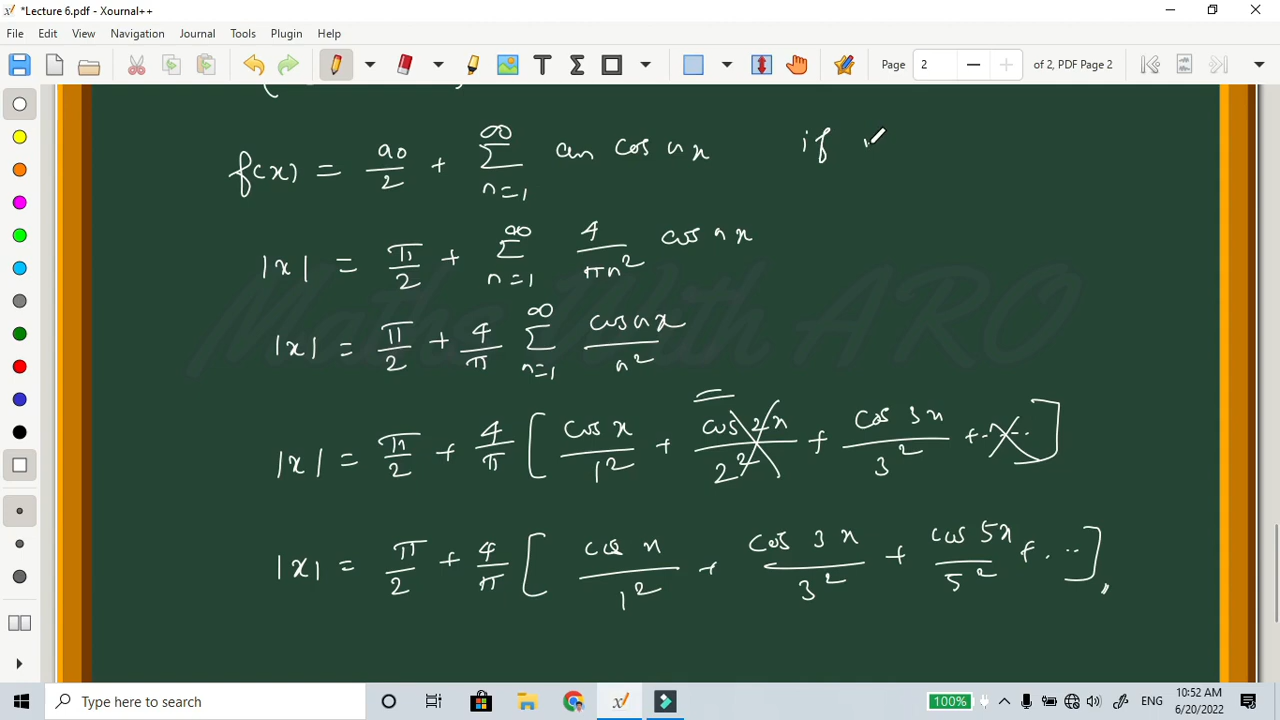 *Lecture 6.pdf - Xournal++
File Edit View Navigation Journal Tools Plugin Help
Page 2 of 2, PDF Page 2
f(x) = a0/2 + ∑_{n=1}^{∞} an cos nx if
|x| = π/2 + ∑_{n=1}^{∞} 4/πn² cos nx
|x| = π/2 + 4/π ∑_{n=1}^{∞} cos nx/n²
|x| = π/2 + 4/π [cos x/1² + cos 2x/2² + cos 3x/3² + ...]
|x| = π/2 + 4/π [cos x/1² + cos 3x/3² + cos 5x/5² + ...]
Maths With ARO
Type here to search
100%
ENG
10:52 AM
6/20/2022